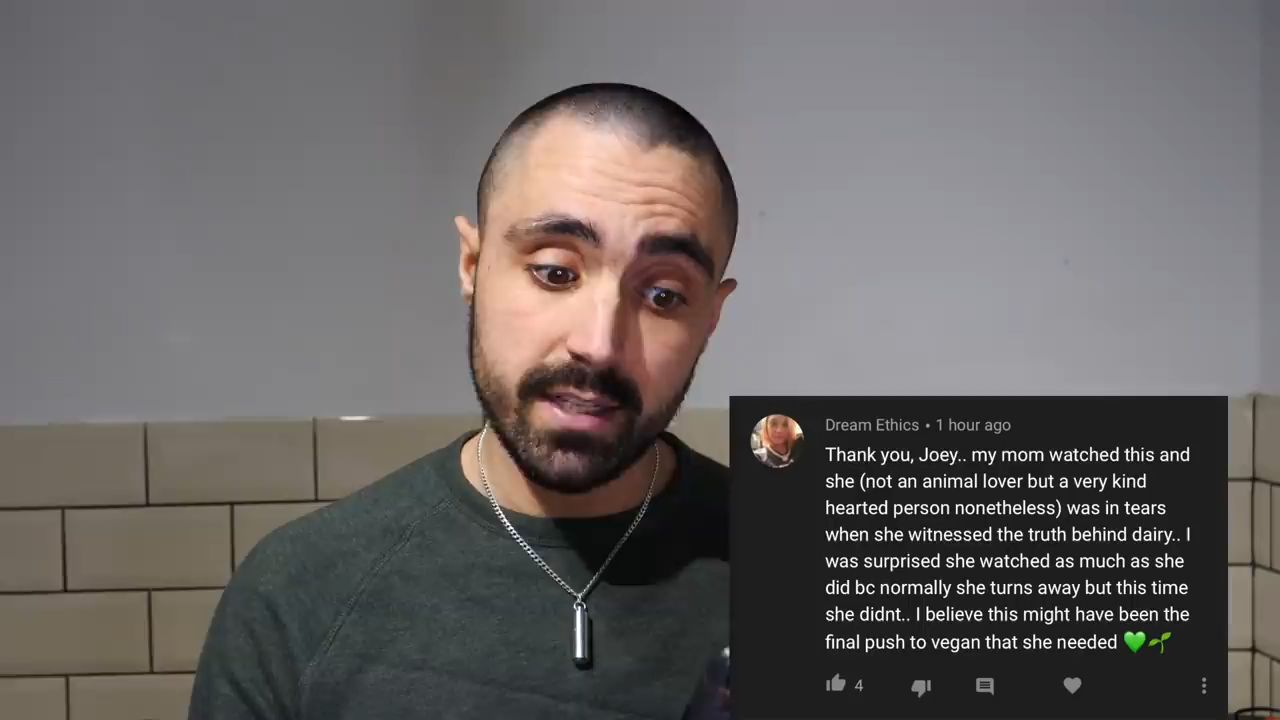 Dream Ethics • 1 hour ago
Thank you, Joey.. my mom watched this and
she (not an animal lover but a very kind
hearted person nonetheless) was in tears
when she witnessed the truth behind dairy.. I
was surprised she watched as much as she
did bc normally she turns away but this time
she didnt.. I believe this might have been the
final push to vegan that she needed 💚🌱
4